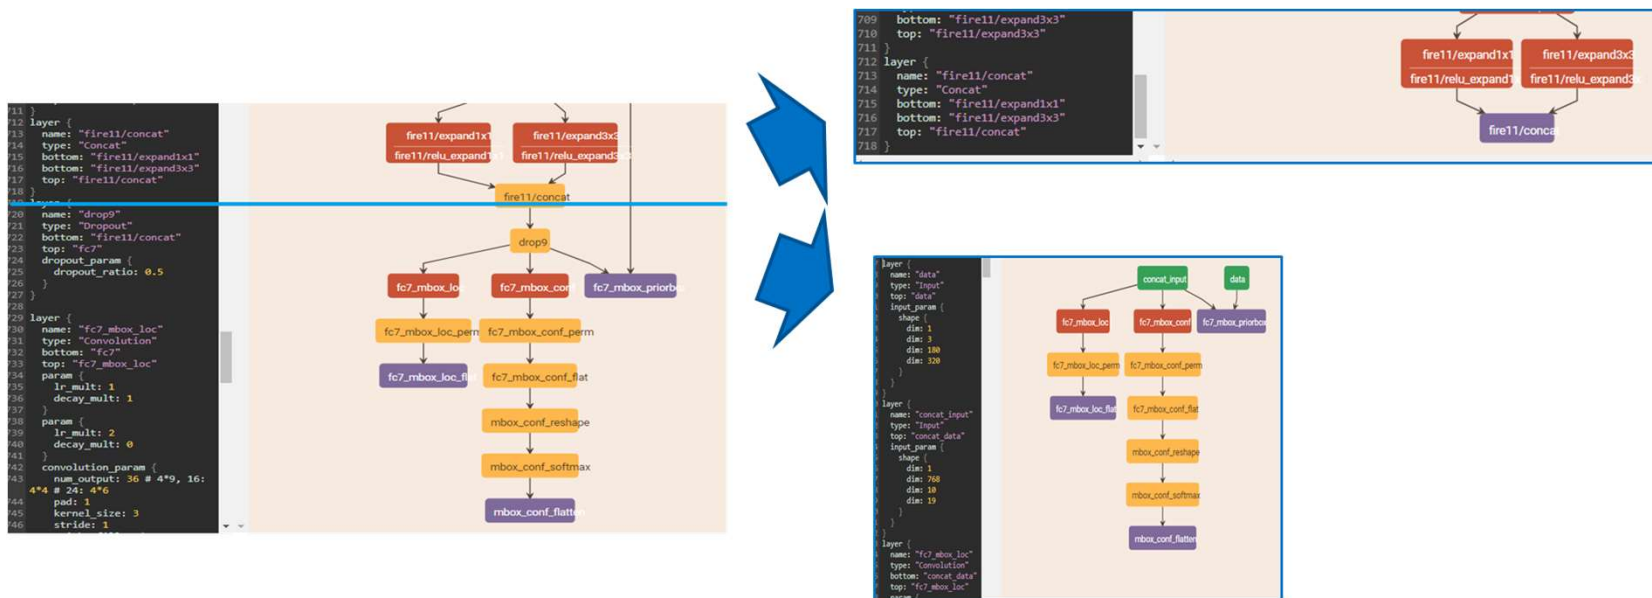 711 }
712 layer {
713 name: "fire11/concat"
714 type: "Concat"
715 bottom: "fire11/expand1x1"
716 bottom: "fire11/expand3x3"
717 top: "fire11/concat"
718 }
719 layer {
720 name: "drop9"
721 type: "Dropout"
722 bottom: "fire11/concat"
723 top: "fc7"
724 dropout_param {
725 dropout_ratio: 0.5
726 }
727 }
728
729 layer {
730 name: "fc7_mbox_loc"
731 type: "Convolution"
732 bottom: "fc7"
733 top: "fc7_mbox_loc"
734 param {
735 lr_mult: 1
736 decay_mult: 1
737 }
738 param {
739 lr_mult: 2
740 decay_mult: 0
741 }
742 convolution_param {
743 num_output: 36 # 4*9, 16:
4*4 # 24: 4*6
744 pad: 1
745 kernel_size: 3
746 stride: 1
fire11/expand1x1
fire11/relu_expand1x1
fire11/expand3x3
fire11/relu_expand3x3
fire11/concat
drop9
fc7_mbox_loc
fc7_mbox_conf
fc7_mbox_priorbox
fc7_mbox_loc_perm
fc7_mbox_conf_perm
fc7_mbox_loc_flat
fc7_mbox_conf_flat
mbox_conf_reshape
mbox_conf_softmax
mbox_conf_flatten
709 bottom: "fire11/expand3x3"
710 top: "fire11/expand3x3"
711 }
712 layer {
713 name: "fire11/concat"
714 type: "Concat"
715 bottom: "fire11/expand1x1"
716 bottom: "fire11/expand3x3"
717 top: "fire11/concat"
718 }
fire11/expand1x1
fire11/relu_expand1
fire11/expand3x3
fire11/relu_expand3x
fire11/concat
layer {
name: "data"
type: "Input"
top: "data"
input_param {
shape {
dim: 1
dim: 3
dim: 180
dim: 320
}
}
}
layer {
name: "concat_input"
type: "Input"
top: "concat_data"
input_param {
shape {
dim: 1
dim: 768
dim: 10
dim: 19
}
}
}
layer {
name: "fc7_mbox_loc"
type: "Convolution"
bottom: "concat_data"
top: "fc7_mbox_loc"
concat_input
data
fc7_mbox_loc
fc7_mbox_conf
fc7_mbox_priorbox
fc7_mbox_loc_perm
fc7_mbox_conf_perm
fc7_mbox_loc_flat
fc7_mbox_conf_flat
mbox_conf_reshape
mbox_conf_softmax
mbox_conf_flatten